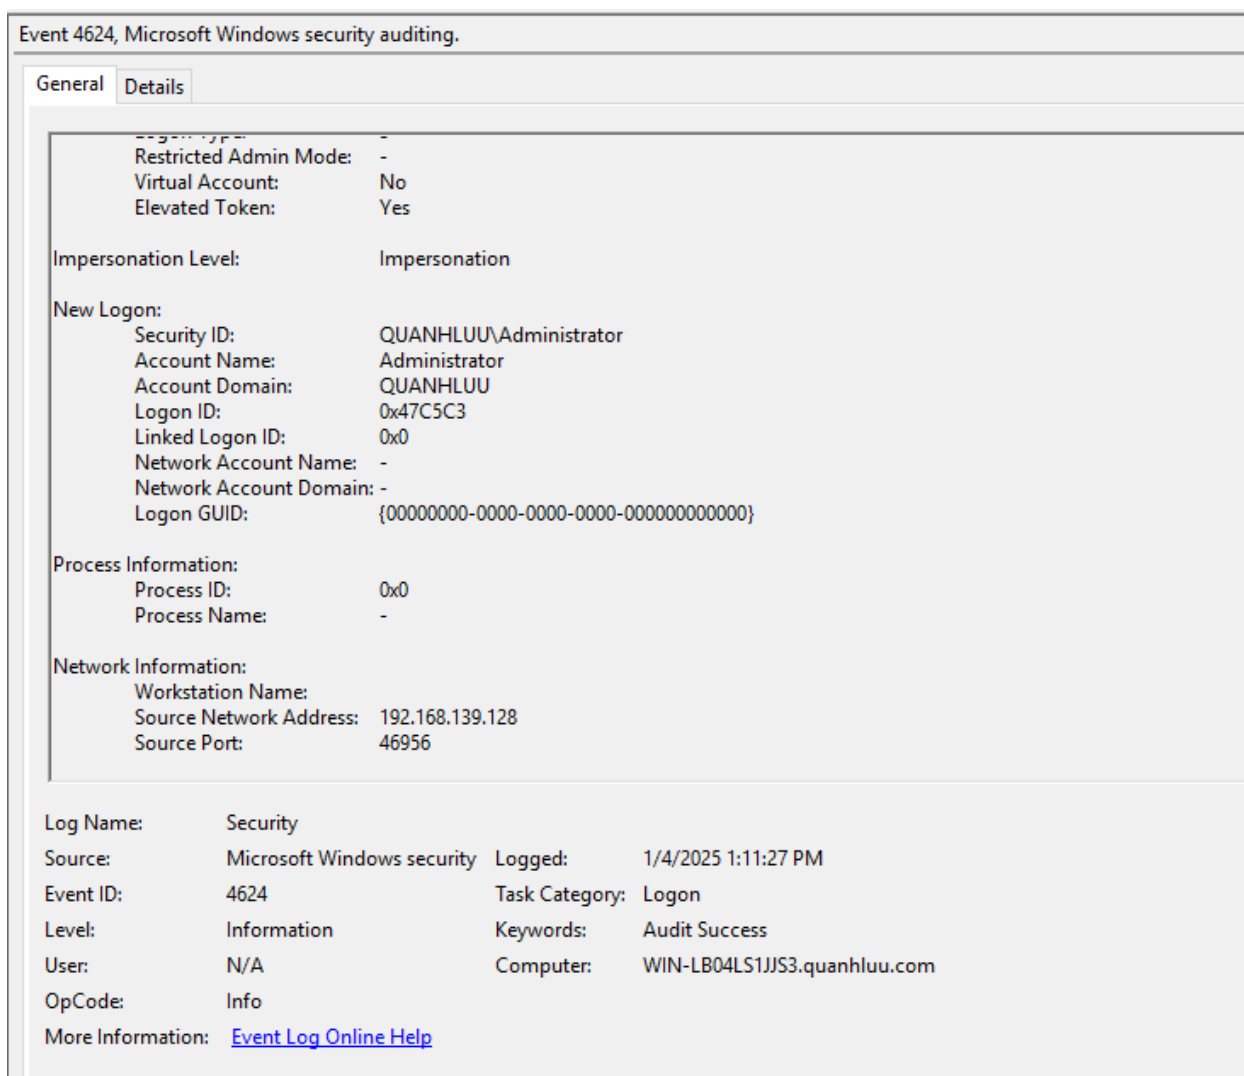 Event 4624, Microsoft Windows security auditing.
General Details
Logon Type: -
Restricted Admin Mode: -
Virtual Account: No
Elevated Token: Yes
Impersonation Level: Impersonation
New Logon:
Security ID: QUANHLUU\Administrator
Account Name: Administrator
Account Domain: QUANHLUU
Logon ID: 0x47C5C3
Linked Logon ID: 0x0
Network Account Name: -
Network Account Domain: -
Logon GUID: {00000000-0000-0000-0000-000000000000}
Process Information:
Process ID: 0x0
Process Name: -
Network Information:
Workstation Name:
Source Network Address: 192.168.139.128
Source Port: 46956
Log Name: Security
Source: Microsoft Windows security Logged: 1/4/2025 1:11:27 PM
Event ID: 4624 Task Category: Logon
Level: Information Keywords: Audit Success
User: N/A Computer: WIN-LB04LS1JJS3.quanhluu.com
OpCode: Info
More Information: Event Log Online Help